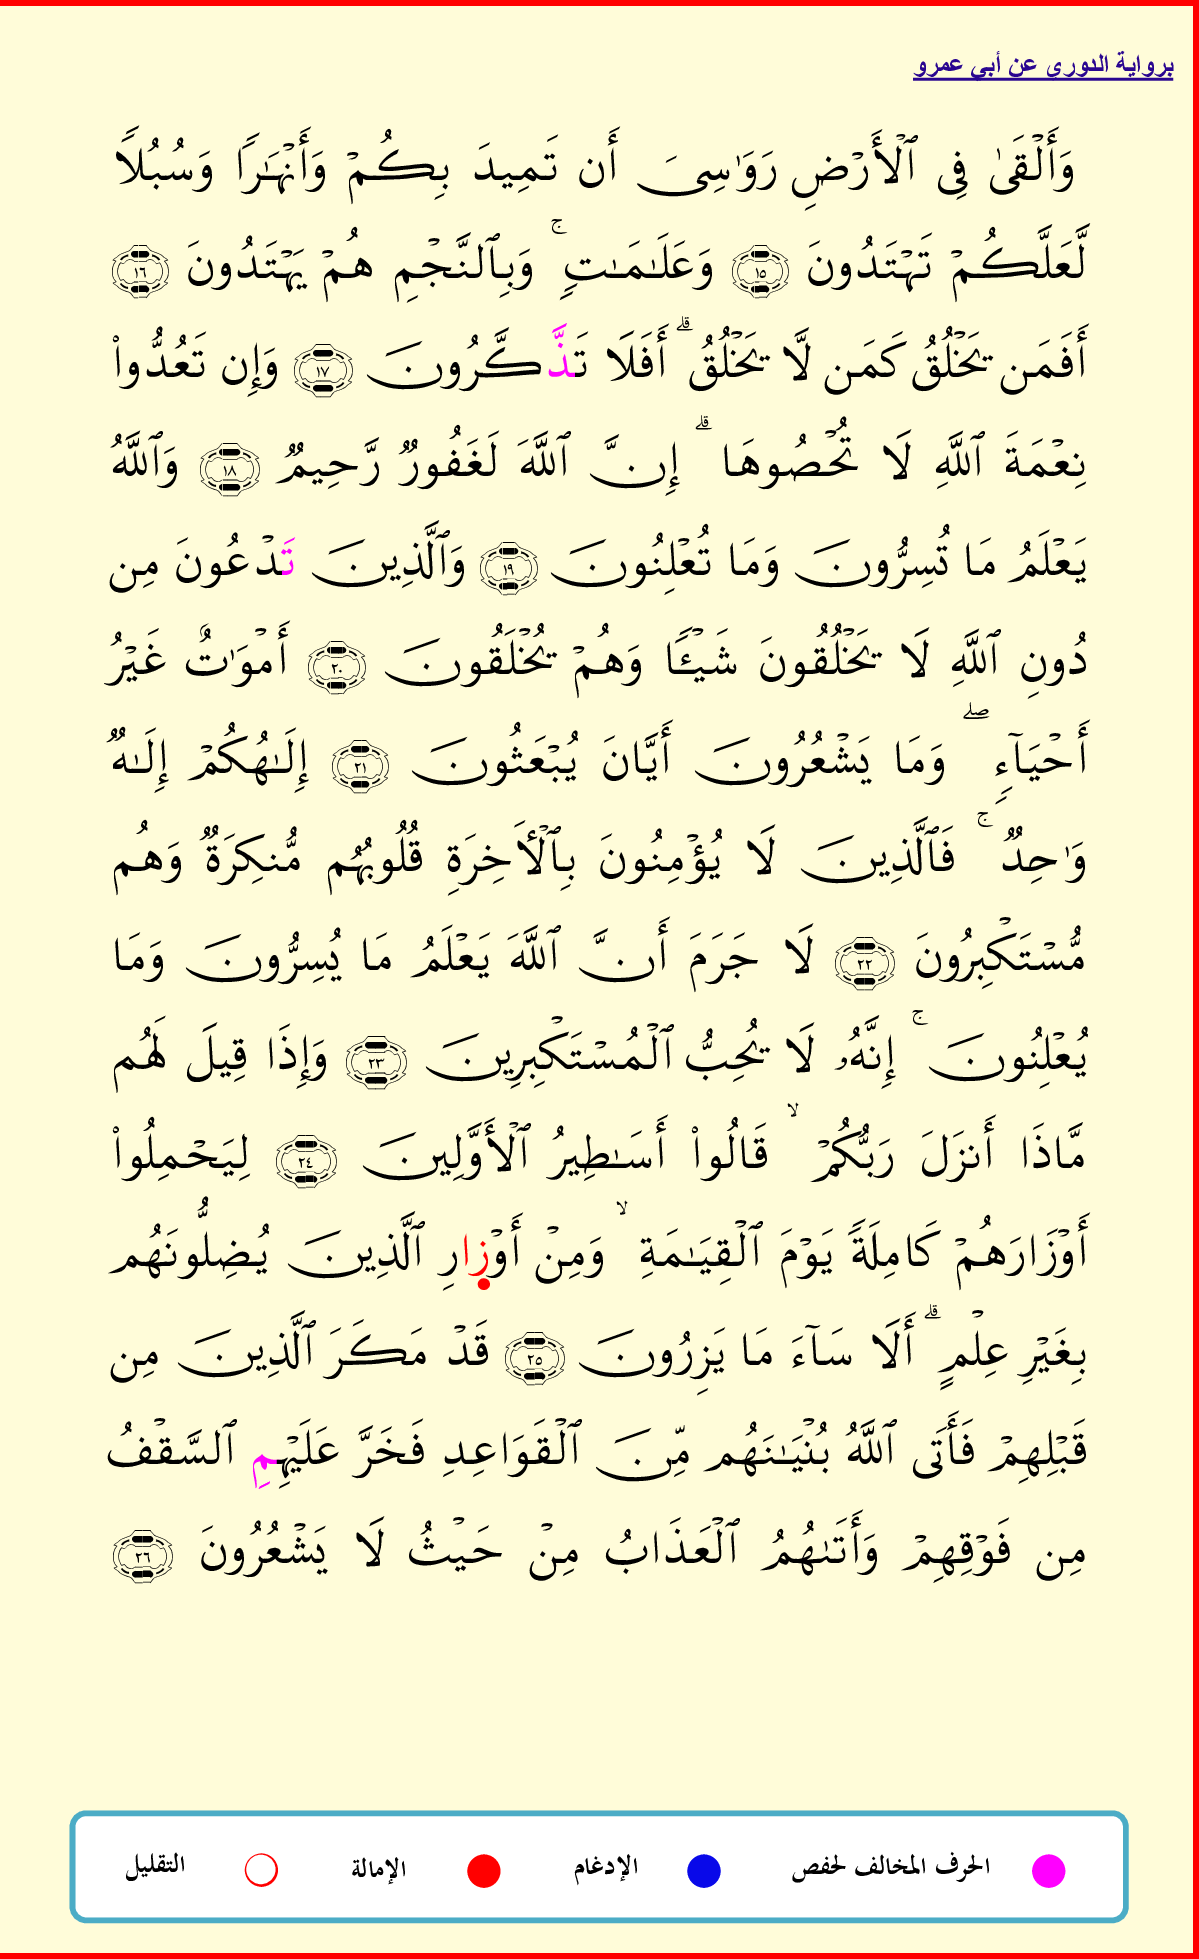 برواية الدوري عن أبي عمرو
وَأَلْقَىٰ فِي ٱلْأَرْضِ رَوَٰسِيَ أَن تَمِيدَ بِكُمْ وَأَنْهَٰرًا وَسُبُلًا
لَّعَلَّكُمْ تَهْتَدُونَ ١٥ وَعَلَٰمَٰتٍ ۚ وَبِٱلنَّجْمِ هُمْ يَهْتَدُونَ ١٦
أَفَمَن يَخْلُقُ كَمَن لَّا يَخْلُقُ ۗ أَفَلَا تَذَّكَّرُونَ ١٧ وَإِن تَعُدُّواْ
نِعْمَةَ ٱللَّهِ لَا تُحْصُوهَا ۗ إِنَّ ٱللَّهَ لَغَفُورٌ رَّحِيمٌ ١٨ وَٱللَّهُ
يَعْلَمُ مَا تُسِرُّونَ وَمَا تُعْلِنُونَ ١٩ وَٱلَّذِينَ تَدْعُونَ مِن
دُونِ ٱللَّهِ لَا يَخْلُقُونَ شَيْـًٔا وَهُمْ يُخْلَقُونَ ٢٠ أَمْوَٰتٌ غَيْرُ
أَحْيَآءٍ ۖ وَمَا يَشْعُرُونَ أَيَّانَ يُبْعَثُونَ ٢١ إِلَٰهُكُمْ إِلَٰهٌ
وَٰحِدٌ ۚ فَٱلَّذِينَ لَا يُؤْمِنُونَ بِٱلْأَخِرَةِ قُلُوبُهُم مُّنكِرَةٌ وَهُم
مُّسْتَكْبِرُونَ ٢٢ لَا جَرَمَ أَنَّ ٱللَّهَ يَعْلَمُ مَا يُسِرُّونَ وَمَا
يُعْلِنُونَ ۚ إِنَّهُۥ لَا يُحِبُّ ٱلْمُسْتَكْبِرِينَ ٢٣ وَإِذَا قِيلَ لَهُم
مَّاذَا أَنزَلَ رَبُّكُمْ ۙ قَالُواْ أَسَٰطِيرُ ٱلْأَوَّلِينَ ٢٤ لِيَحْمِلُواْ
أَوْزَارَهُمْ كَامِلَةً يَوْمَ ٱلْقِيَٰمَةِ ۙ وَمِنْ أَوْزِارِ ٱلَّذِينَ يُضِلُّونَهُم
بِغَيْرِ عِلْمٍ ۗ أَلَا سَآءَ مَا يَزِرُونَ ٢٥ قَدْ مَكَرَ ٱلَّذِينَ مِن
قَبْلِهِمْ فَأَتَى ٱللَّهُ بُنْيَٰنَهُم مِّنَ ٱلْقَوَاعِدِ فَخَرَّ عَلَيْهِمِ ٱلسَّقْفُ
مِن فَوْقِهِمْ وَأَتَىٰهُمُ ٱلْعَذَابُ مِنْ حَيْثُ لَا يَشْعُرُونَ ٢٦
الحرف المخالف لحفص الإدغام الإمالة التقليل